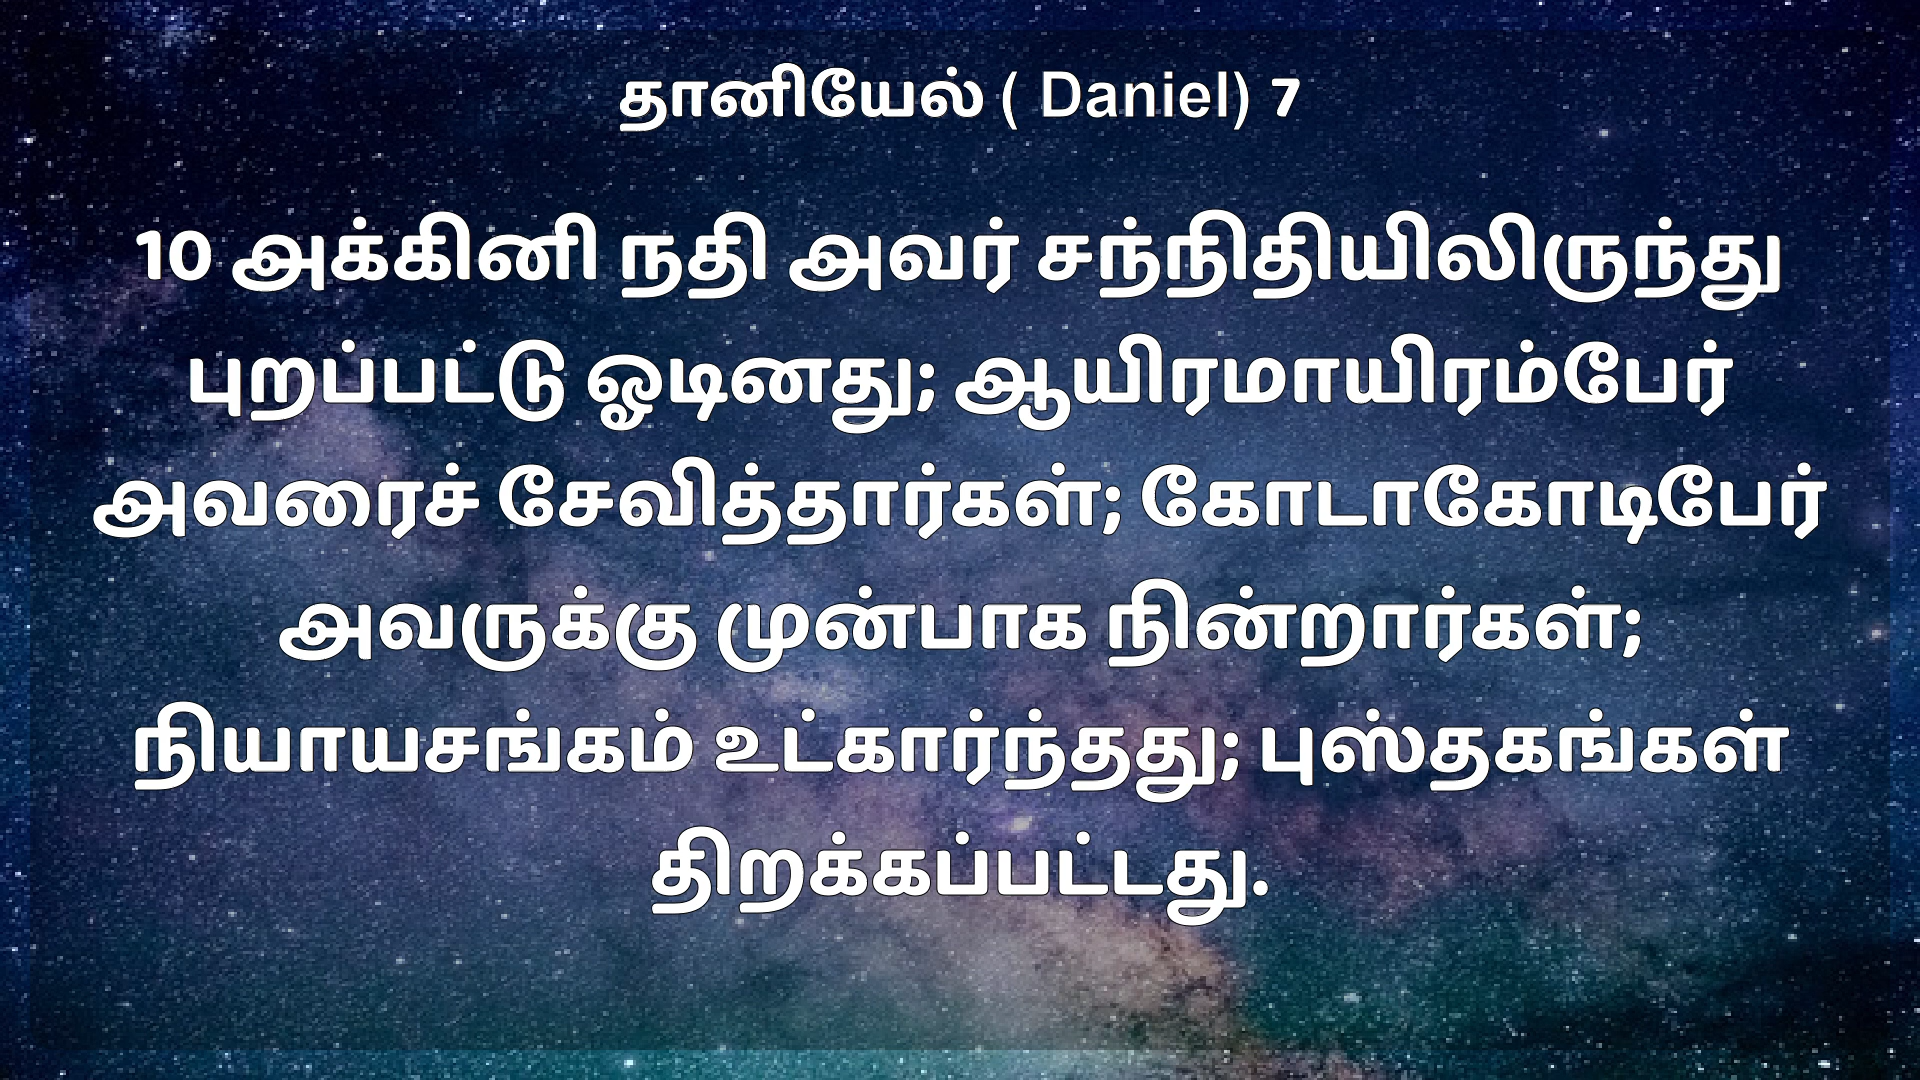 தானியேல் ( Daniel) 7
10 அக்கினி நதி அவர் சந்நிதியிலிருந்து
புறப்பட்டு ஓடினது; ஆயிரமாயிரம்பேர்
அவரைச் சேவித்தார்கள்; கோடாகோடிபேர்
அவருக்கு முன்பாக நின்றார்கள்;
நியாயசங்கம் உட்கார்ந்தது; புஸ்தகங்கள்
திறக்கப்பட்டது.